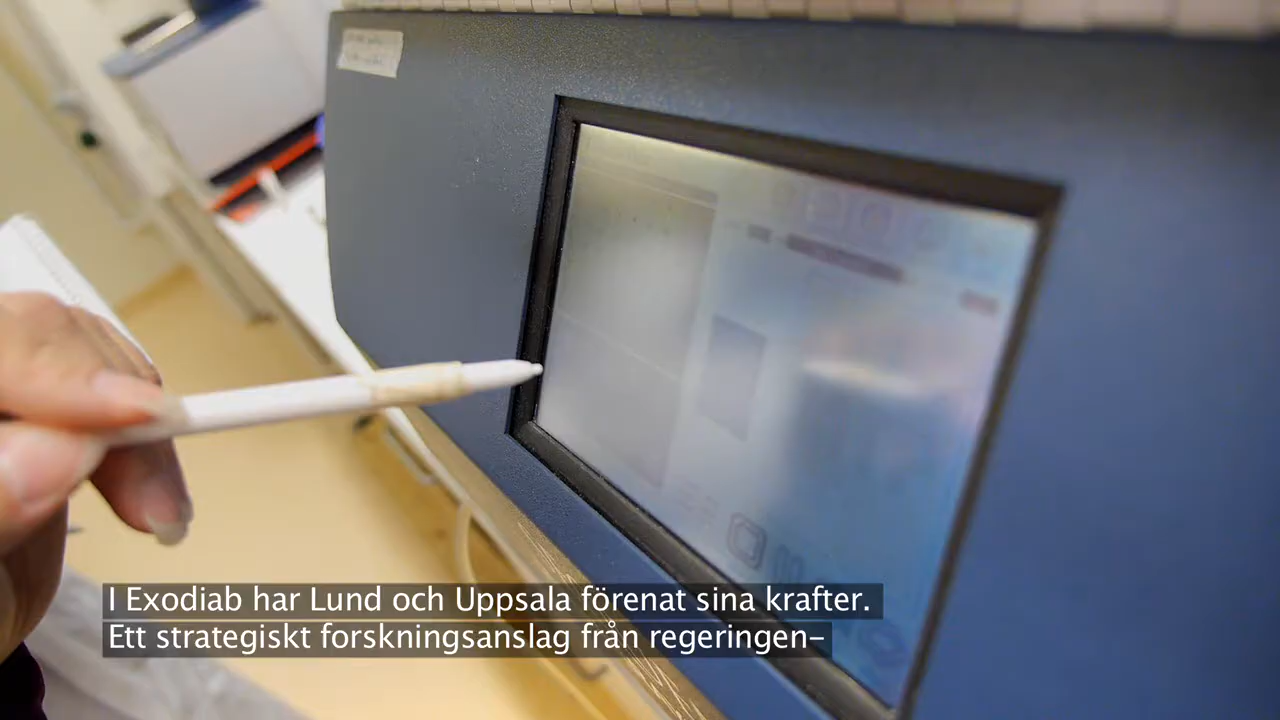 I Exodiab har Lund och Uppsala förenat sina krafter.
Ett strategiskt forskningsanslag från regeringen–